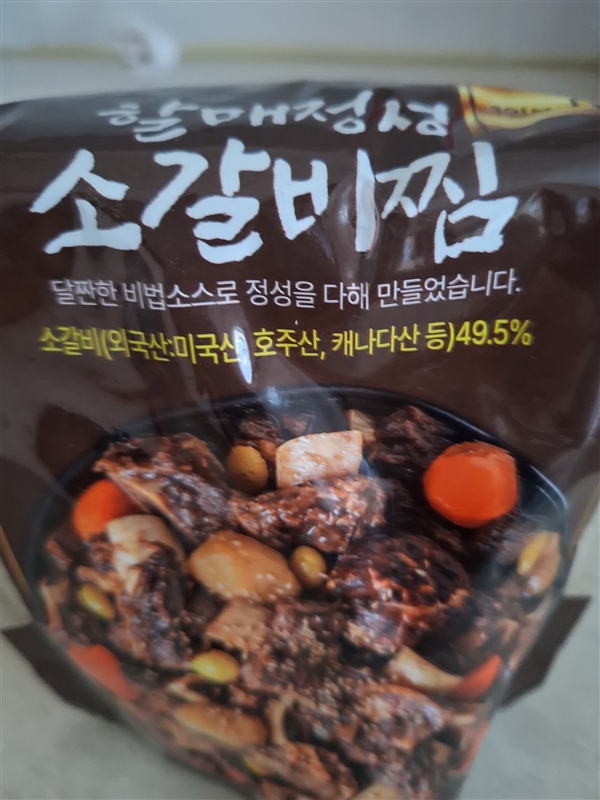 할매정성
소갈비찜
달짠한 비법소스로 정성을 다해 만들었습니다.
소갈비(외국산:미국산, 호주산, 캐나다산 등)49.5%